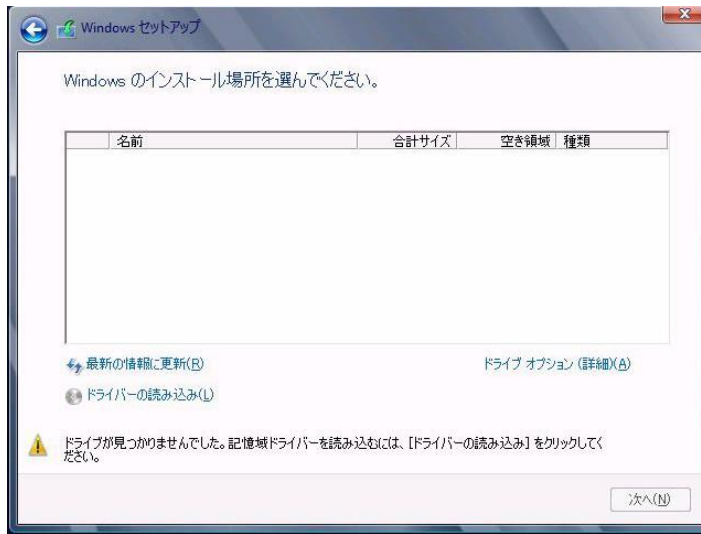 Windows セットアップ
Windows のインストール場所を選んでください。
名前 合計サイズ 空き領域 種類
最新の情報に更新(R) ドライブ オプション (詳細)(A)
ドライバーの読み込み(L)
ドライブが見つかりませんでした。記憶域ドライバーを読み込むには、[ドライバーの読み込み] をクリックしてく
ださい。
次へ(N)